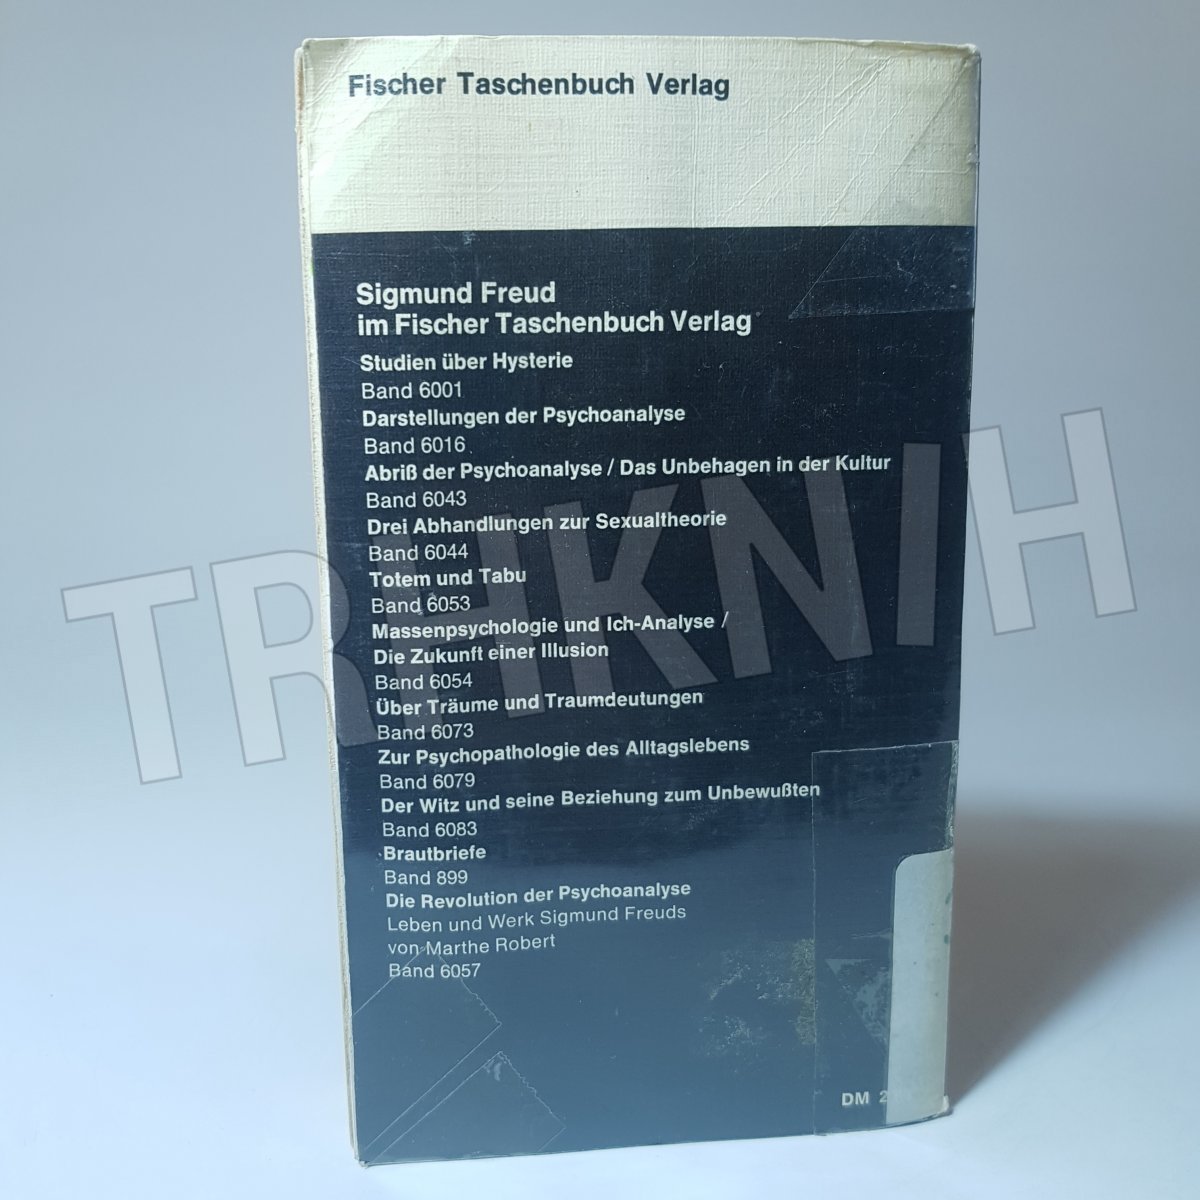 Fischer Taschenbuch Verlag
Sigmund Freud
im Fischer Taschenbuch Verlag
Studien über Hysterie
Band 6001
Darstellungen der Psychoanalyse
Band 6016
Abriß der Psychoanalyse / Das Unbehagen in der Kultur
Band 6043
Drei Abhandlungen zur Sexualtheorie
Band 6044
Totem und Tabu
Band 6053
Massenpsychologie und Ich-Analyse /
Die Zukunft einer Illusion
Band 6054
Über Träume und Traumdeutungen
Band 6073
Zur Psychopathologie des Alltagslebens
Band 6079
Der Witz und seine Beziehung zum Unbewußten
Band 6083
Brautbriefe
Band 899
Die Revolution der Psychoanalyse
Leben und Werk Sigmund Freuds
von Marthe Robert
Band 6057
DM
TRHKNIH